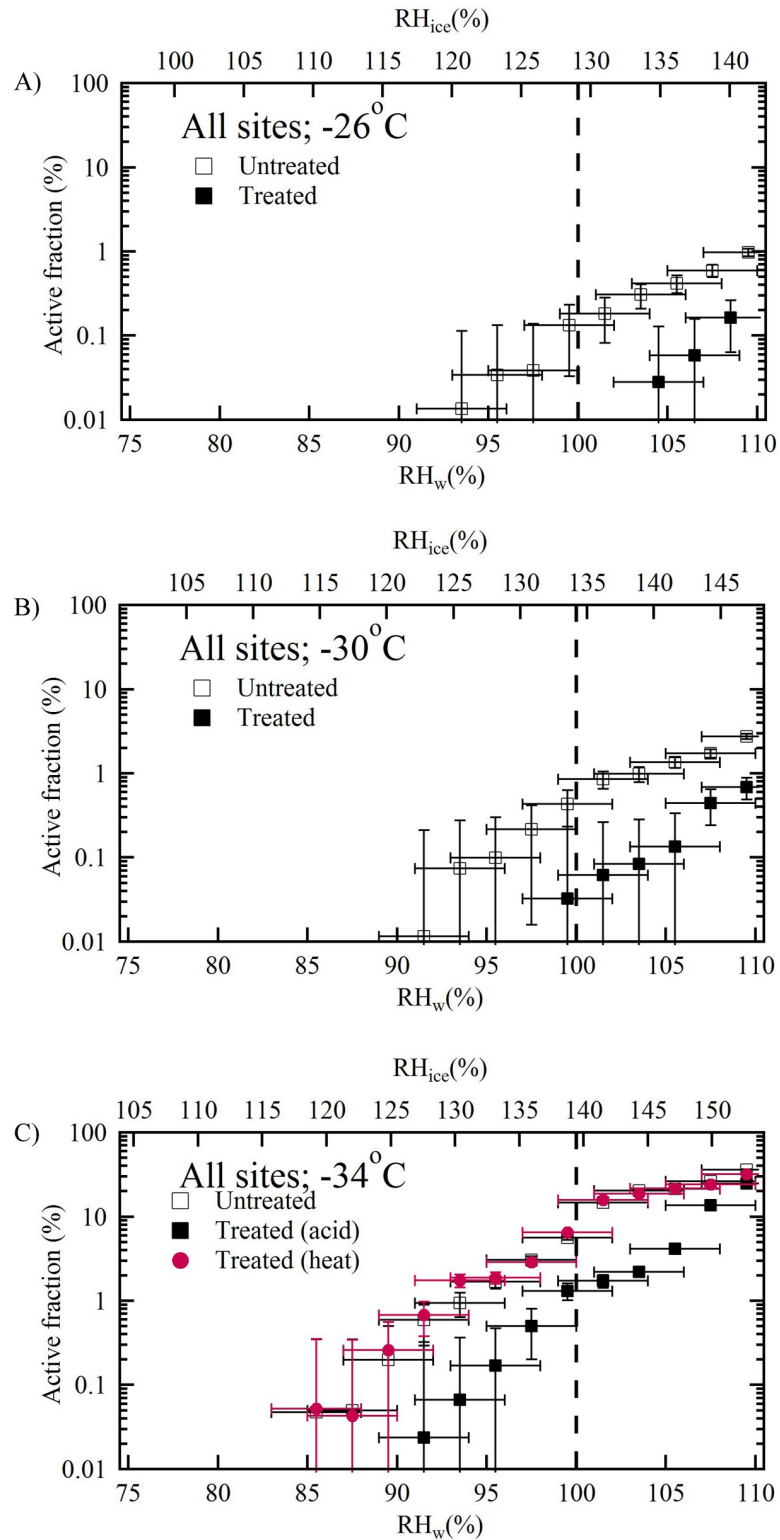 RH_ice(%)
100 105 110 115 120 125 130 135 140
A)
100
All sites; -26°C
Untreated
10
Treated
Active fraction (%)
1
0.1
0.01
75 80 85 90 95 100 105 110
RH_w(%)
RH_ice(%)
105 110 115 120 125 130 135 140 145
B)
100
All sites; -30°C
Untreated
10
Treated
Active fraction (%)
1
0.1
0.01
75 80 85 90 95 100 105 110
RH_w(%)
RH_ice(%)
105 110 115 120 125 130 135 140 145 150
C)
100
All sites; -34°C
Untreated
10
Treated (acid)
Treated (heat)
Active fraction (%)
1
0.1
0.01
75 80 85 90 95 100 105 110
RH_w(%)